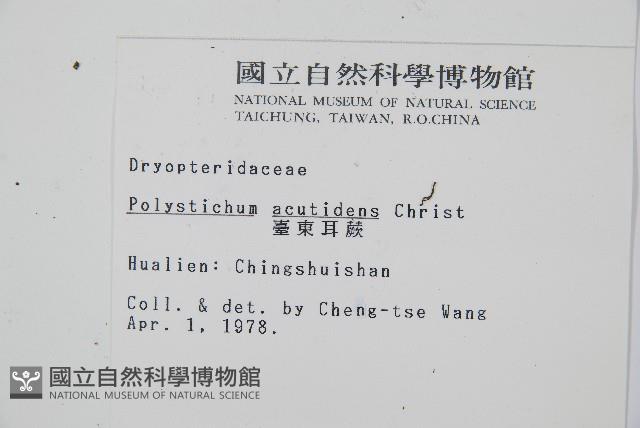 國立自然科學博物館
NATIONAL MUSEUM OF NATURAL SCIENCE
TAICHUNG, TAIWAN, R.O.CHINA
Dryopteridaceae
Polystichum acutidens Christ
臺東耳蕨
Hualien: Chingshuishan
Coll. & det. by Cheng-tse Wang
Apr. 1, 1978.
國立自然科學博物館
NATIONAL MUSEUM OF NATURAL SCIENCE